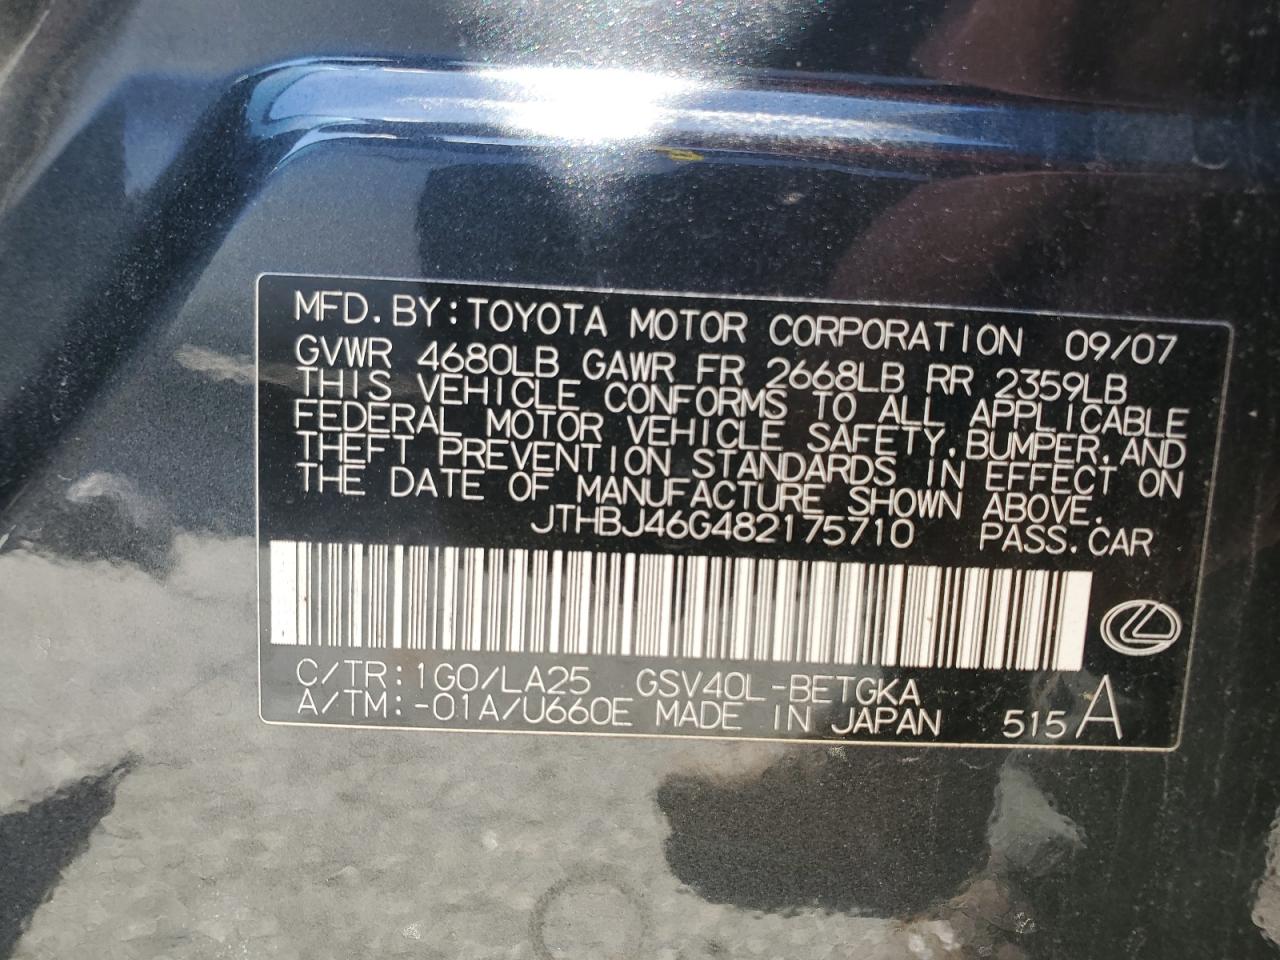 MFD. BY: TOYOTA MOTOR CORPORATION 09/07
GVWR 4680LB GAWR FR 2668LB RR 2359LB
THIS VEHICLE CONFORMS TO ALL APPLICABLE
FEDERAL MOTOR VEHICLE SAFETY, BUMPER, AND
THEFT PREVENTION STANDARDS IN EFFECT ON
THE DATE OF MANUFACTURE SHOWN ABOVE.
JTHBJ46G482175710 PASS. CAR
C/TR: 1G0/LA25 GSV40L-BETGKA
A/TM: -01A/U660E MADE IN JAPAN 515 A